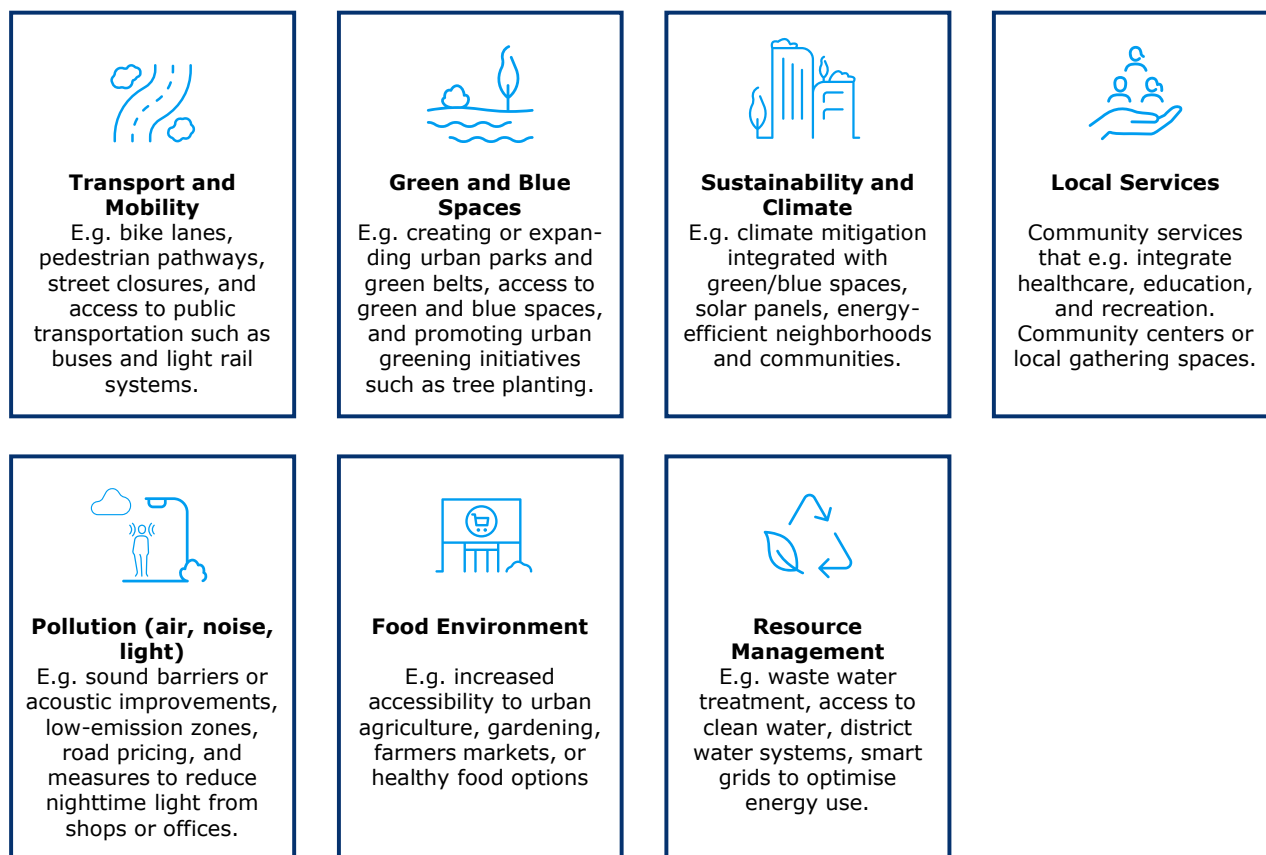 Transport and
Mobility
E.g. bike lanes,
pedestrian pathways,
street closures, and
access to public
transportation such as
buses and light rail
systems.
Green and Blue
Spaces
E.g. creating or expan-
ding urban parks and
green belts, access to
green and blue spaces,
and promoting urban
greening initiatives
such as tree planting.
Sustainability and
Climate
E.g. climate mitigation
integrated with
green/blue spaces,
solar panels, energy-
efficient neighborhoods
and communities.
Local Services
Community services
that e.g. integrate
healthcare, education,
and recreation.
Community centers or
local gathering spaces.
Pollution (air, noise,
light)
E.g. sound barriers or
acoustic improvements,
low-emission zones,
road pricing, and
measures to reduce
nighttime light from
shops or offices.
Food Environment
E.g. increased
accessibility to urban
agriculture, gardening,
farmers markets, or
healthy food options
Resource
Management
E.g. waste water
treatment, access to
clean water, district
water systems, smart
grids to optimise
energy use.